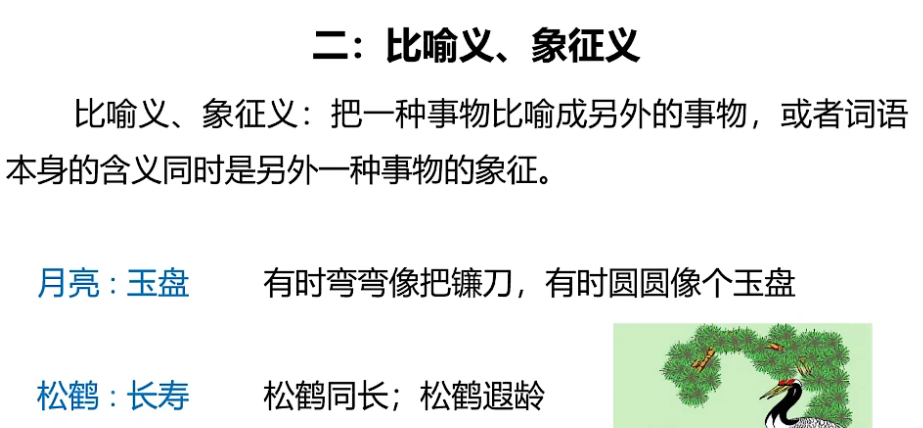 二：比喻义、象征义
比喻义、象征义：把一种事物比喻成另外的事物，或者词语
本身的含义同时是另外一种事物的象征。
月亮：玉盘 有时弯弯像把镰刀，有时圆圆像个玉盘
松鹤：长寿 松鹤同长；松鹤遐龄